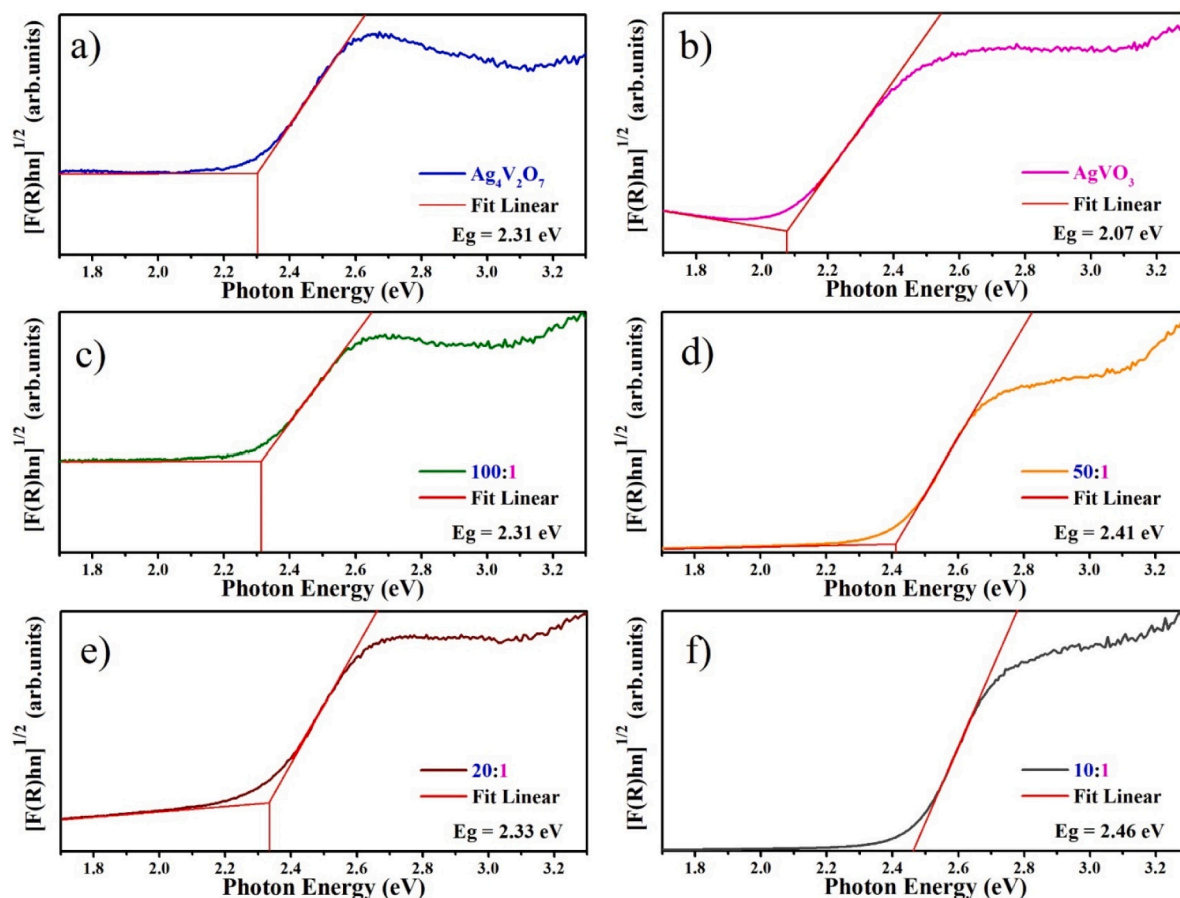 a)
[F(R)hn]^1/2 (arb.units)
Ag₄V₂O₇
Fit Linear
Eg = 2.31 eV
1.8 2.0 2.2 2.4 2.6 2.8 3.0 3.2
Photon Energy (eV)
b)
[F(R)hn]^1/2 (arb.units)
AgVO₃
Fit Linear
Eg = 2.07 eV
1.8 2.0 2.2 2.4 2.6 2.8 3.0 3.2
Photon Energy (eV)
c)
[F(R)hn]^1/2 (arb.units)
100:1
Fit Linear
Eg = 2.31 eV
1.8 2.0 2.2 2.4 2.6 2.8 3.0 3.2
Photon Energy (eV)
d)
[F(R)hn]^1/2 (arb.units)
50:1
Fit Linear
Eg = 2.41 eV
1.8 2.0 2.2 2.4 2.6 2.8 3.0 3.2
Photon Energy (eV)
e)
[F(R)hn]^1/2 (arb.units)
20:1
Fit Linear
Eg = 2.33 eV
1.8 2.0 2.2 2.4 2.6 2.8 3.0 3.2
Photon Energy (eV)
f)
[F(R)hn]^1/2 (arb.units)
10:1
Fit Linear
Eg = 2.46 eV
1.8 2.0 2.2 2.4 2.6 2.8 3.0 3.2
Photon Energy (eV)